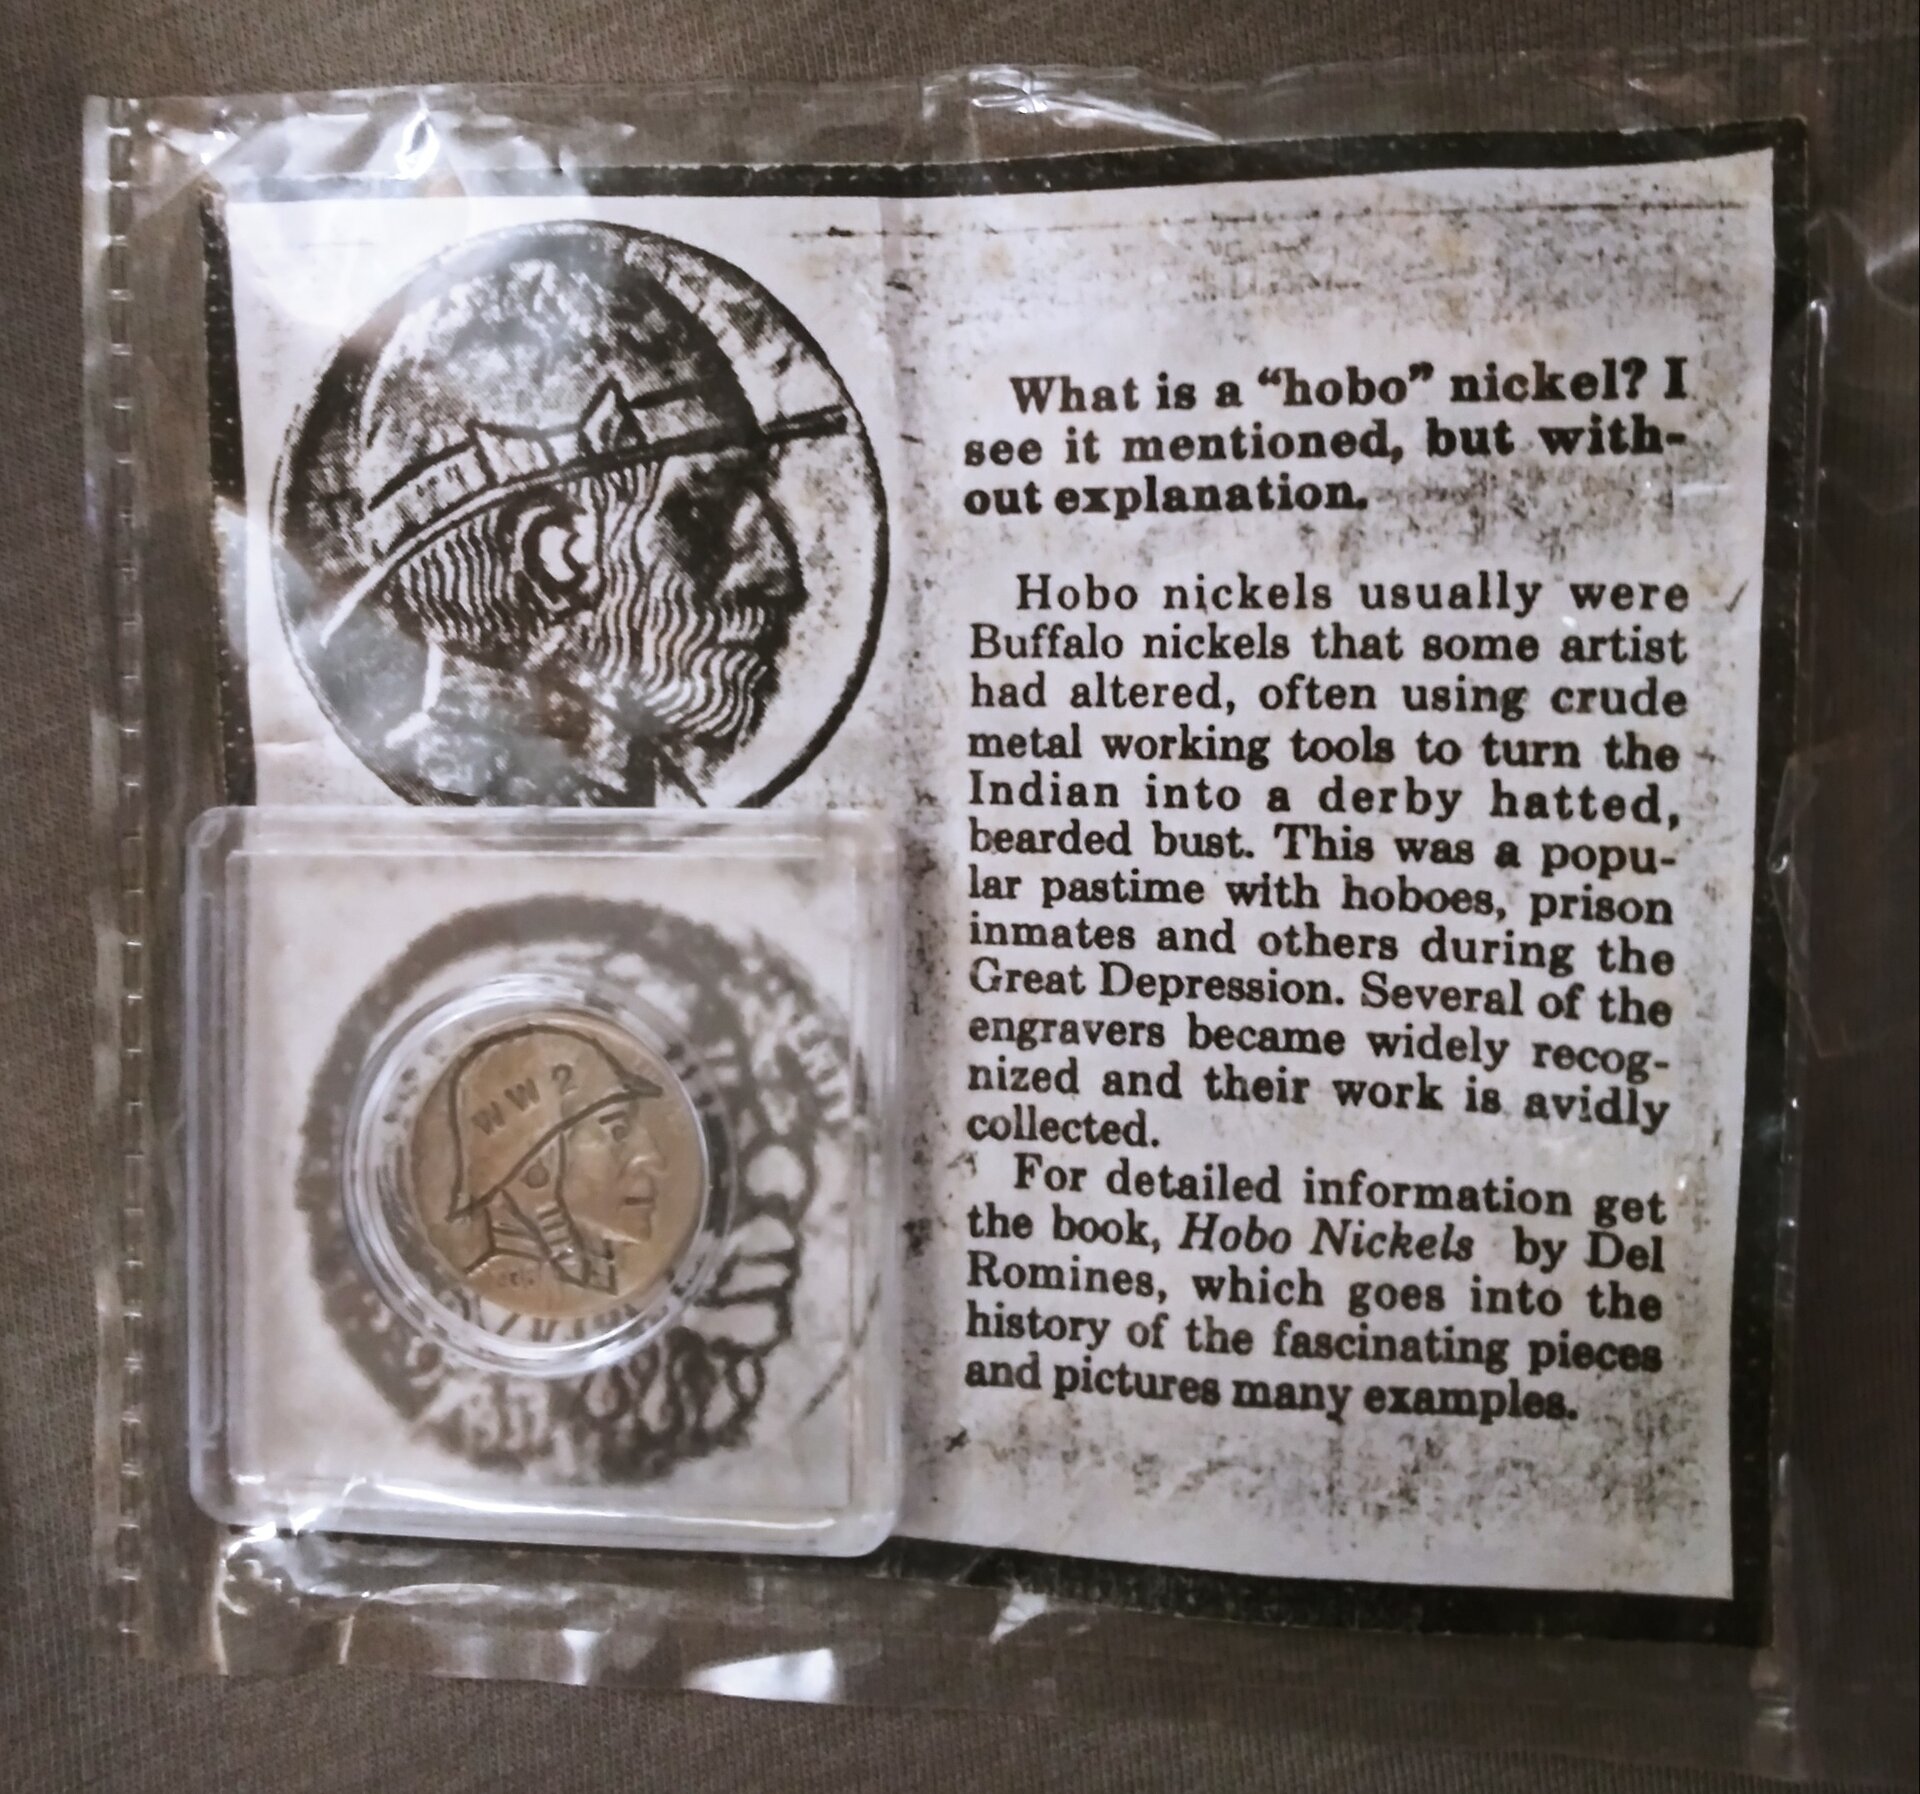 What is a “hobo” nickel? I
see it mentioned, but with-
out explanation.
Hobo nickels usually were
Buffalo nickels that some artist
had altered, often using crude
metal working tools to turn the
Indian into a derby hatted,
bearded bust. This was a popu-
lar pastime with hoboes, prison
inmates and others during the
Great Depression. Several of the
engravers became widely recog-
nized and their work is avidly
collected.
For detailed information get
the book, Hobo Nickels by Del
Romines, which goes into the
history of the fascinating pieces
and pictures many examples.
WW2